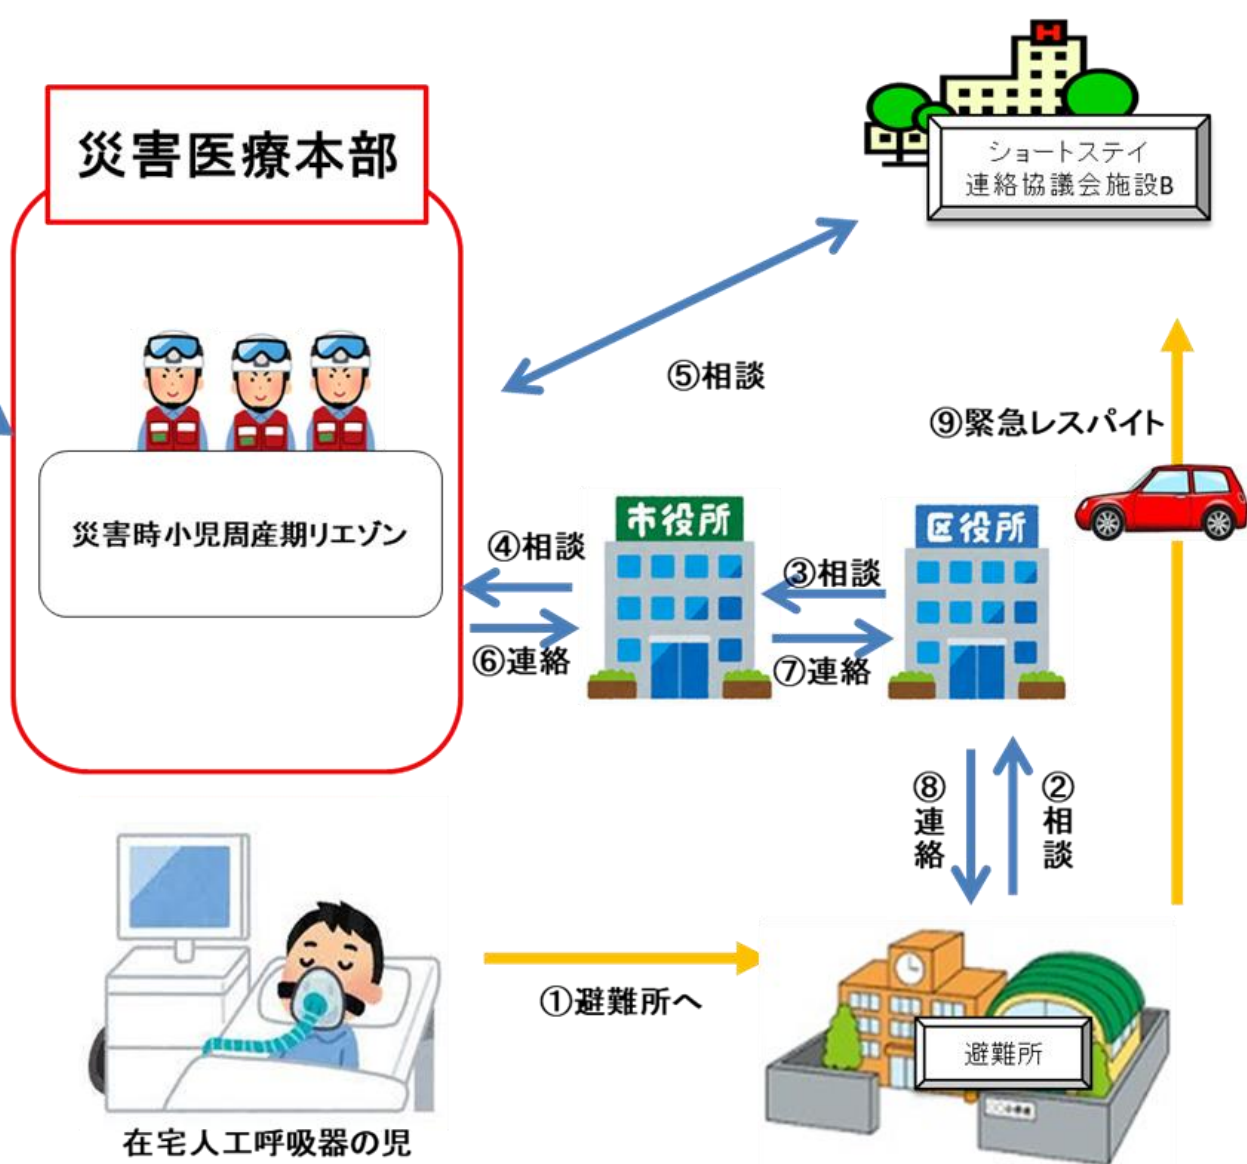 災害医療本部
ショートステイ
連絡協議会施設B
⑤相談
⑨緊急レスパイト
災害時小児周産期リエゾン
市役所
区役所
④相談
③相談
⑥連絡
⑦連絡
⑧連絡
②相談
①避難所へ
避難所
在宅人工呼吸器の児